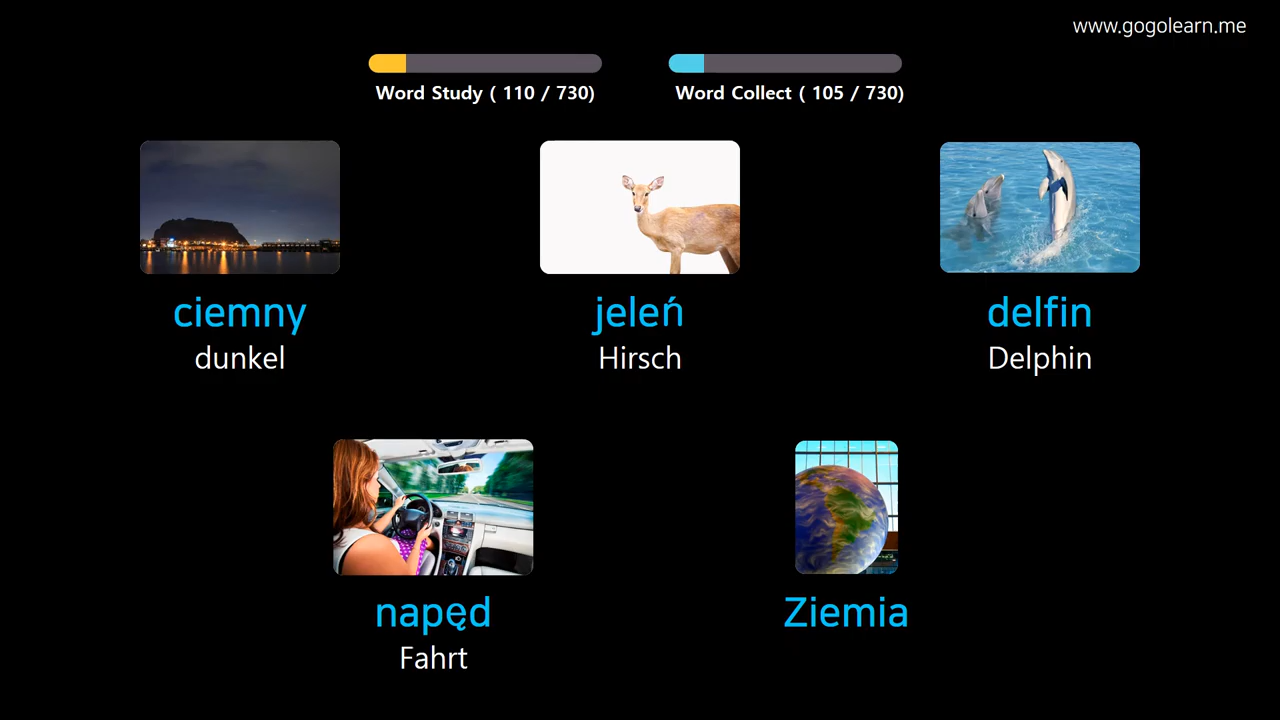 www.gogolearn.me
Word Study ( 110 / 730)
Word Collect ( 105 / 730)
ciemny
dunkel
jeleń
Hirsch
delfin
Delphin
napęd
Fahrt
Ziemia